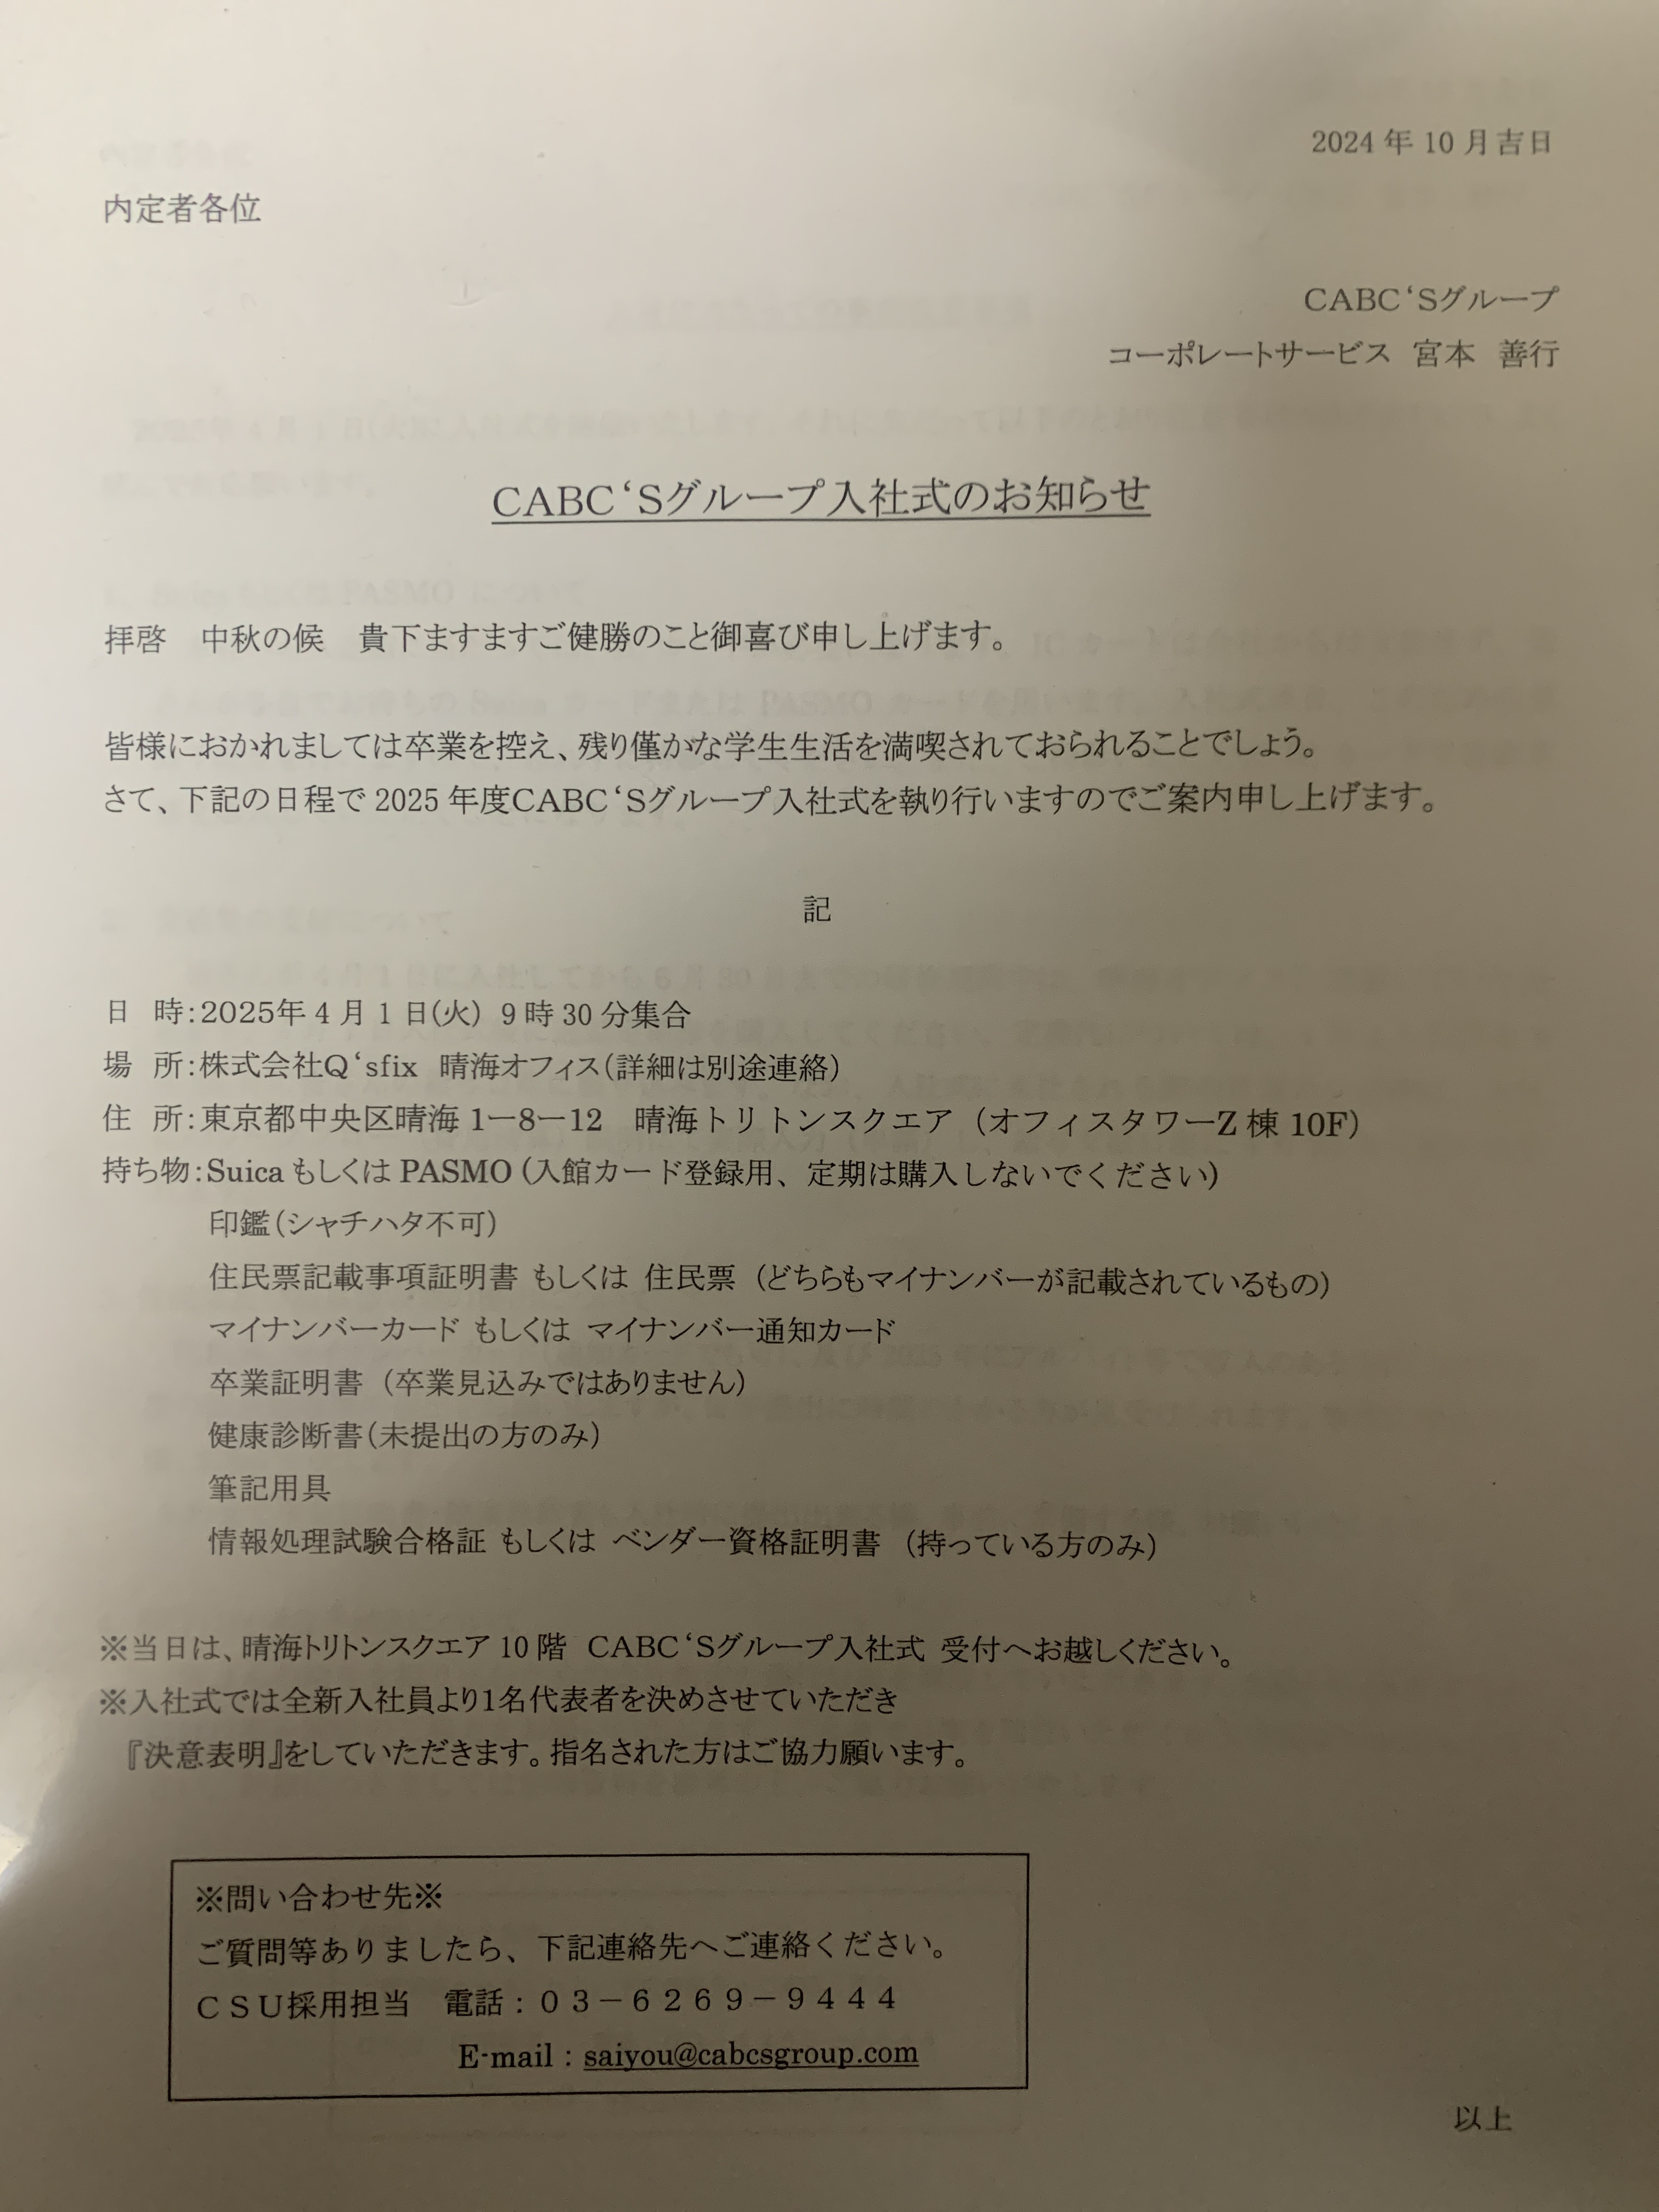 2024 年 10 月吉日
内定者各位
CABC‘Sグループ
コーポレートサービス 宮本 善行
CABC‘Sグループ入社式のお知らせ
拝啓　中秋の候　貴下ますますご健勝のこと御喜び申し上げます。
皆様におかれましては卒業を控え、残り僅かな学生生活を満喫されておられることでしょう。
さて、下記の日程で 2025 年度CABC‘Sグループ入社式を執り行いますのでご案内申し上げます。
記
日　時:2025年 4 月 1 日(火) 9 時 30 分集合
場　所:株式会社Q‘sfix 晴海オフィス(詳細は別途連絡)
住　所:東京都中央区晴海 1ー8ー12　晴海トリトンスクエア（オフィスタワーZ 棟 10F）
持ち物:Suica もしくは PASMO (入館カード登録用、定期は購入しないでください)
印鑑(シャチハタ不可)
住民票記載事項証明書 もしくは 住民票（どちらもマイナンバーが記載されているもの）
マイナンバーカード もしくは マイナンバー通知カード
卒業証明書（卒業見込みではありません）
健康診断書(未提出の方のみ)
筆記用具
情報処理試験合格証 もしくは ベンダー資格証明書（持っている方のみ）
※当日は、晴海トリトンスクエア 10 階 CABC‘Sグループ入社式 受付へお越しください。
※入社式では全新入社員より1名代表者を決めさせていただき
『決意表明』をしていただきます。指名された方はご協力願います。
※問い合わせ先※
ご質問等ありましたら、下記連絡先へご連絡ください。
ＣＳＵ採用担当　電話：０３－６２６９－９４４４
E-mail：saiyou@cabcsgroup.com
以上